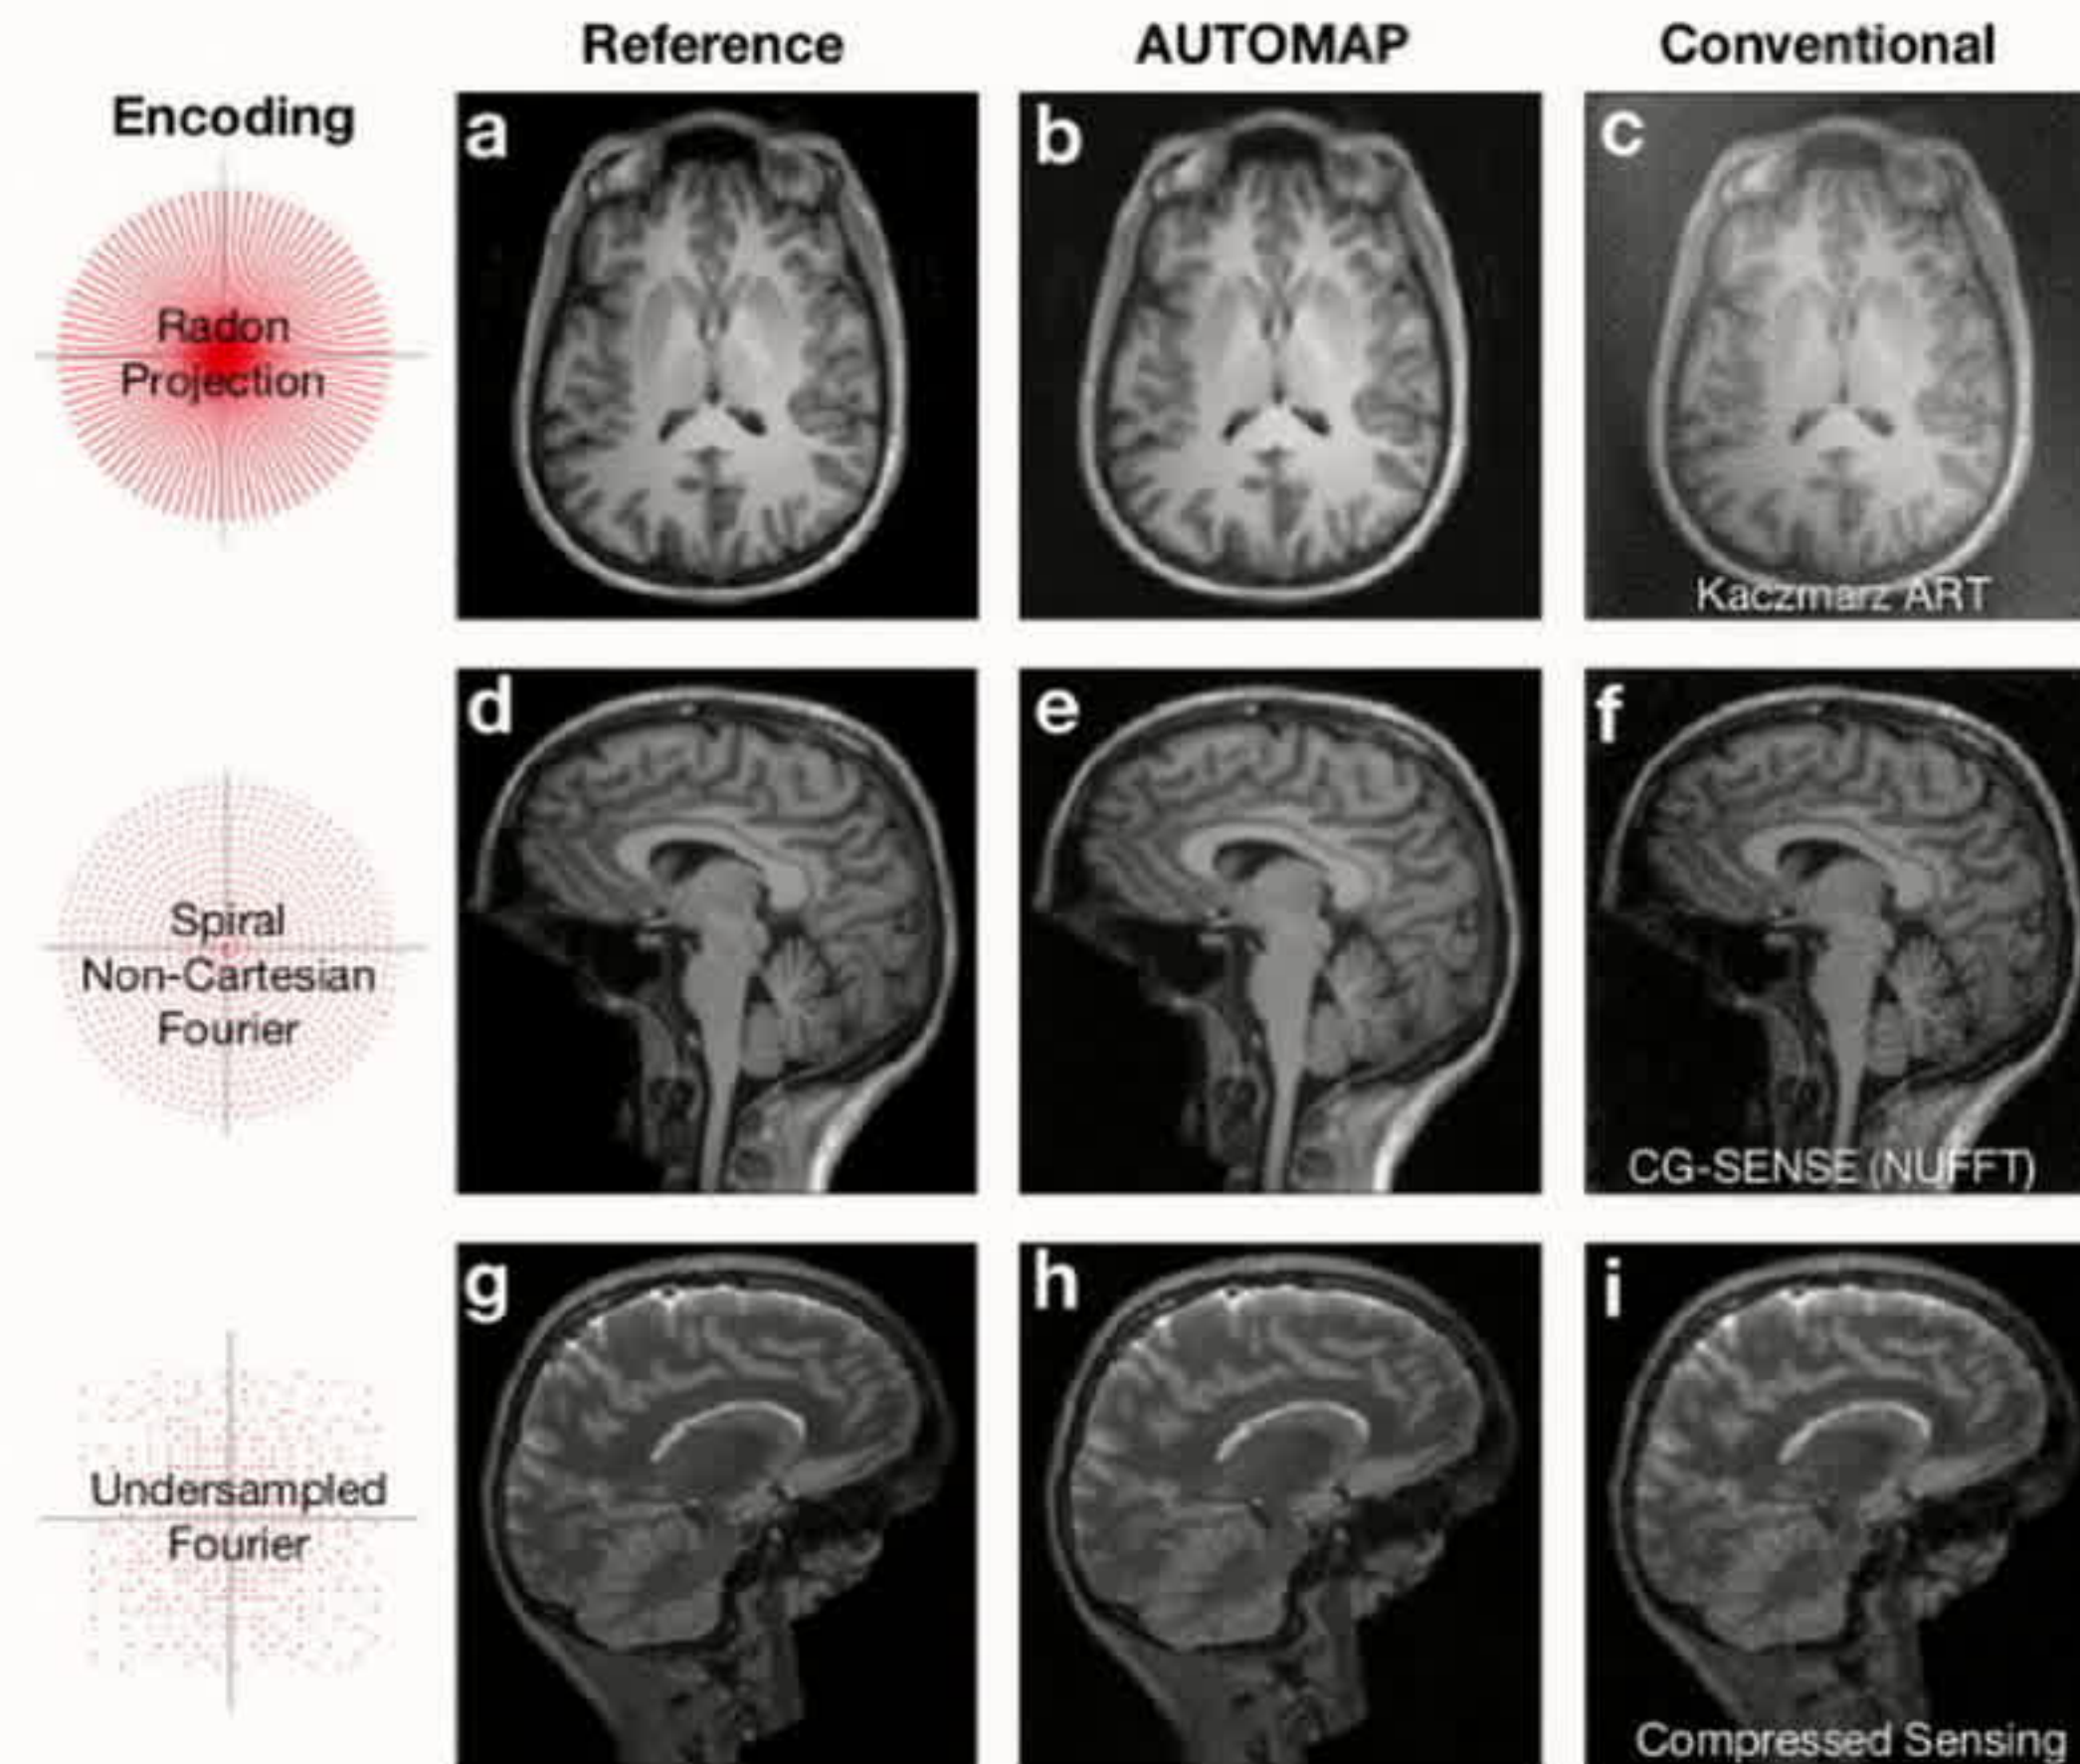 Reference
AUTOMAP
Conventional
Encoding
a
b
c
Radon
Projection
Kaczmarz ART
d
e
f
Spiral
Non-Cartesian
Fourier
CG-SENSE (NUFFT)
g
h
i
Undersampled
Fourier
Compressed Sensing